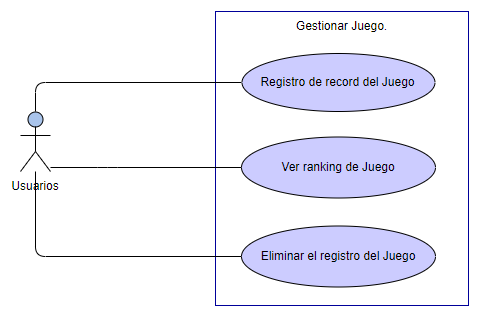 Gestionar Juego.
Registro de record del Juego
Ver ranking de Juego
Usuarios
Eliminar el registro del Juego